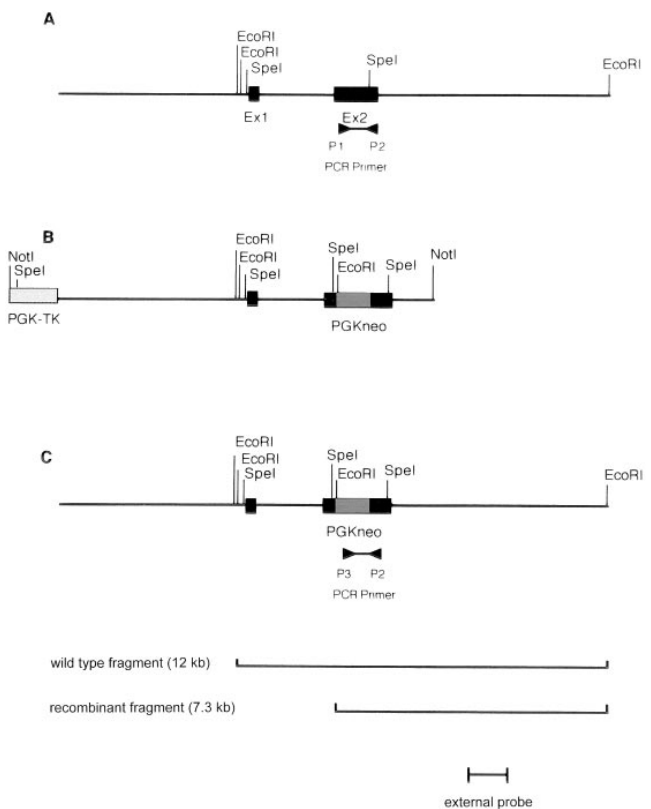 A
EcoRI
EcoRI
SpeI
SpeI
EcoRI
Ex1
Ex2
P1
P2
PCR Primer
B
NotI
SpeI
EcoRI
EcoRI
SpeI
SpeI
EcoRI
SpeI
NotI
PGK-TK
PGKneo
C
EcoRI
EcoRI
SpeI
SpeI
EcoRI
SpeI
EcoRI
PGKneo
P3
P2
PCR Primer
wild type fragment (12 kb)
recombinant fragment (7.3 kb)
external probe